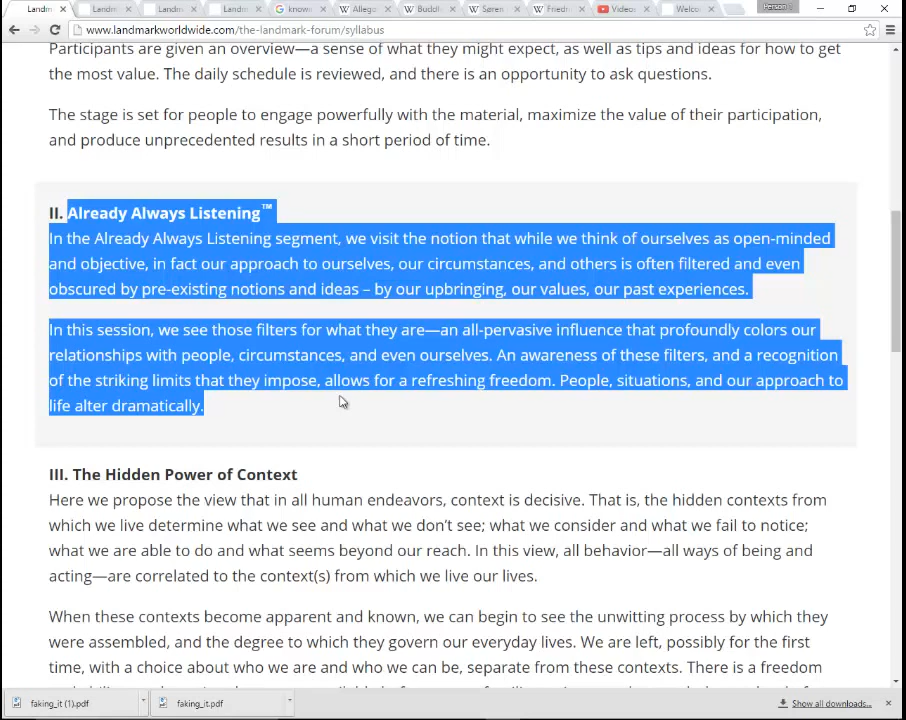 Landm
Landm
Landm
Landm
known
Allego
Buddh
Søren
Friedr
Video:
Welco
Person
www.landmarkworldwide.com/the-landmark-forum/syllabus
Participants are given an overview—a sense of what they might expect, as well as tips and ideas for how to get
the most value. The daily schedule is reviewed, and there is an opportunity to ask questions.
The stage is set for people to engage powerfully with the material, maximize the value of their participation,
and produce unprecedented results in a short period of time.
II. Already Always Listening™
In the Already Always Listening segment, we visit the notion that while we think of ourselves as open-minded
and objective, in fact our approach to ourselves, our circumstances, and others is often filtered and even
obscured by pre-existing notions and ideas – by our upbringing, our values, our past experiences.
In this session, we see those filters for what they are—an all-pervasive influence that profoundly colors our
relationships with people, circumstances, and even ourselves. An awareness of these filters, and a recognition
of the striking limits that they impose, allows for a refreshing freedom. People, situations, and our approach to
life alter dramatically.
III. The Hidden Power of Context
Here we propose the view that in all human endeavors, context is decisive. That is, the hidden contexts from
which we live determine what we see and what we don't see; what we consider and what we fail to notice;
what we are able to do and what seems beyond our reach. In this view, all behavior—all ways of being and
acting—are correlated to the context(s) from which we live our lives.
When these contexts become apparent and known, we can begin to see the unwitting process by which they
were assembled, and the degree to which they govern our everyday lives. We are left, possibly for the first
time, with a choice about who we are and who we can be, separate from these contexts. There is a freedom
faking_it (1).pdf
faking_it.pdf
Show all downloads...